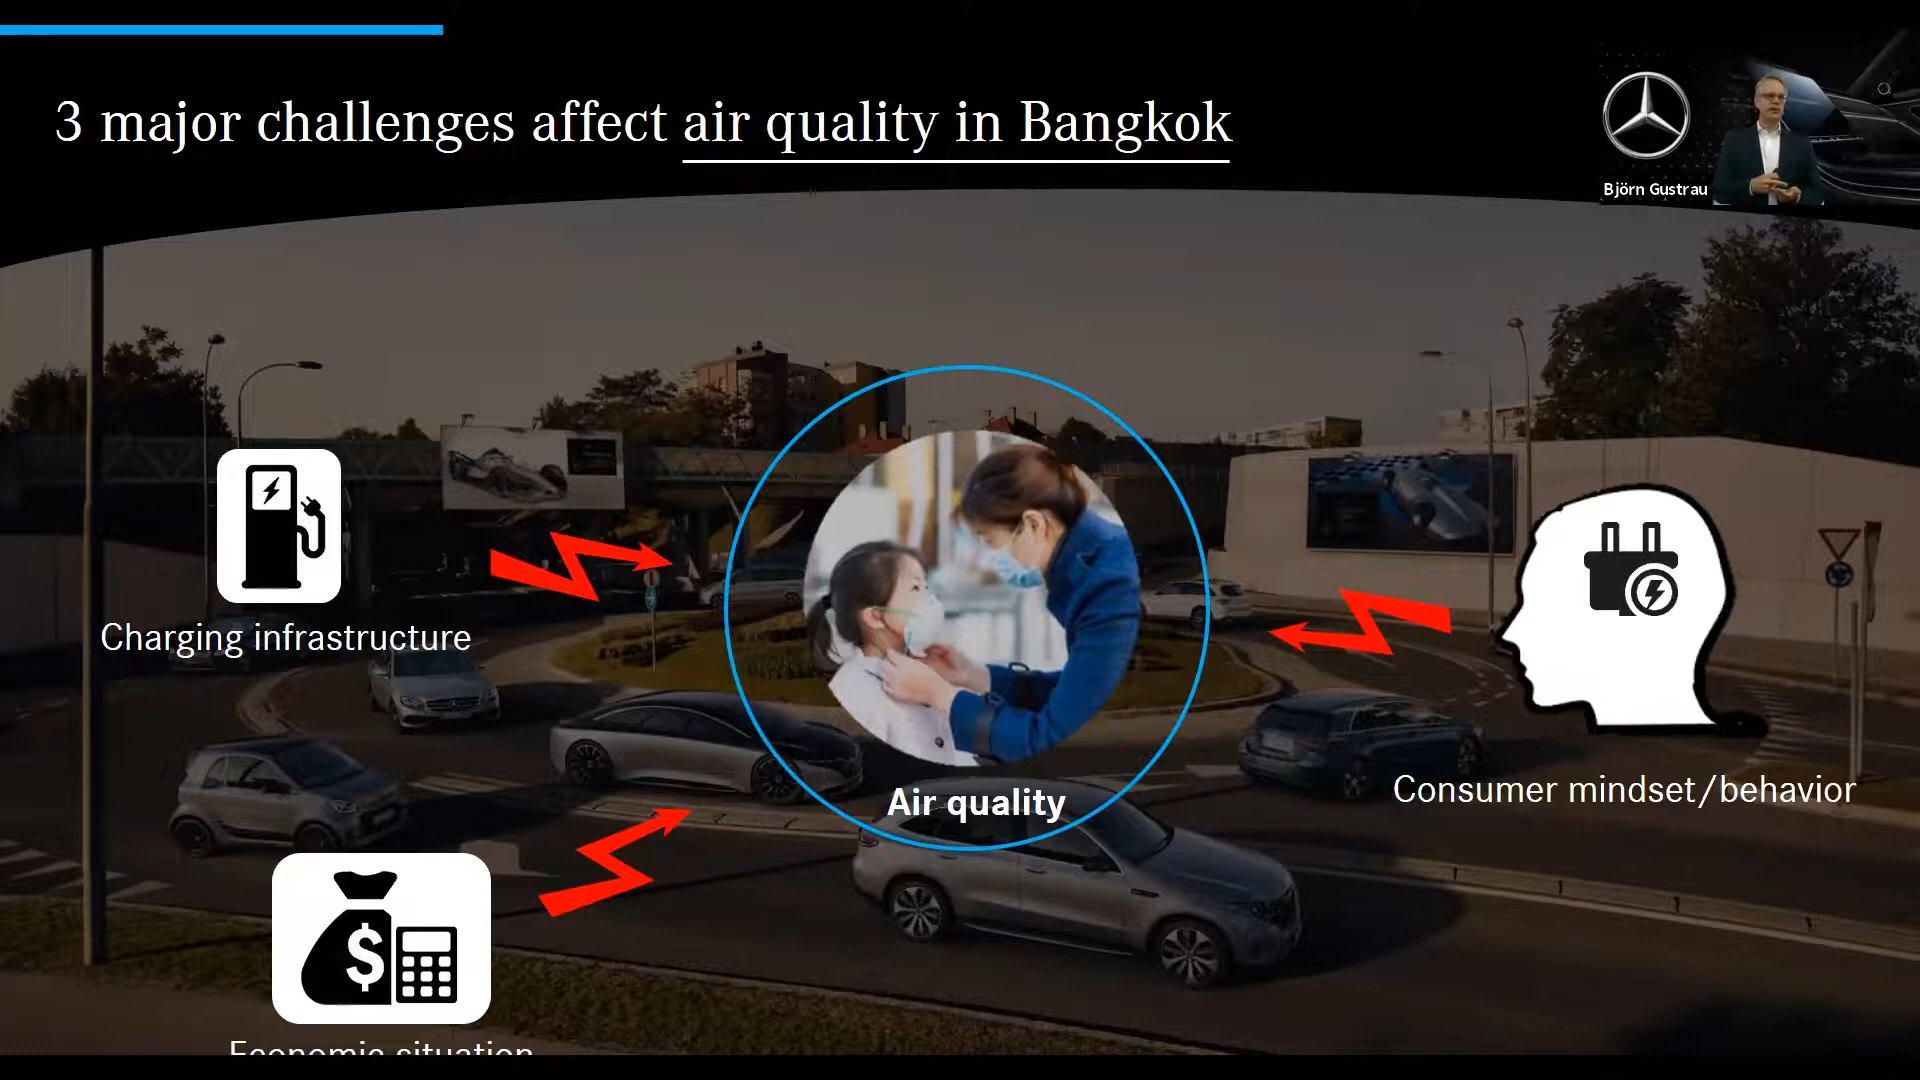 3 major challenges affect air quality in Bangkok
Björn Gustrau
Charging infrastructure
Consumer mindset/behavior
Air quality
$
Economic situation